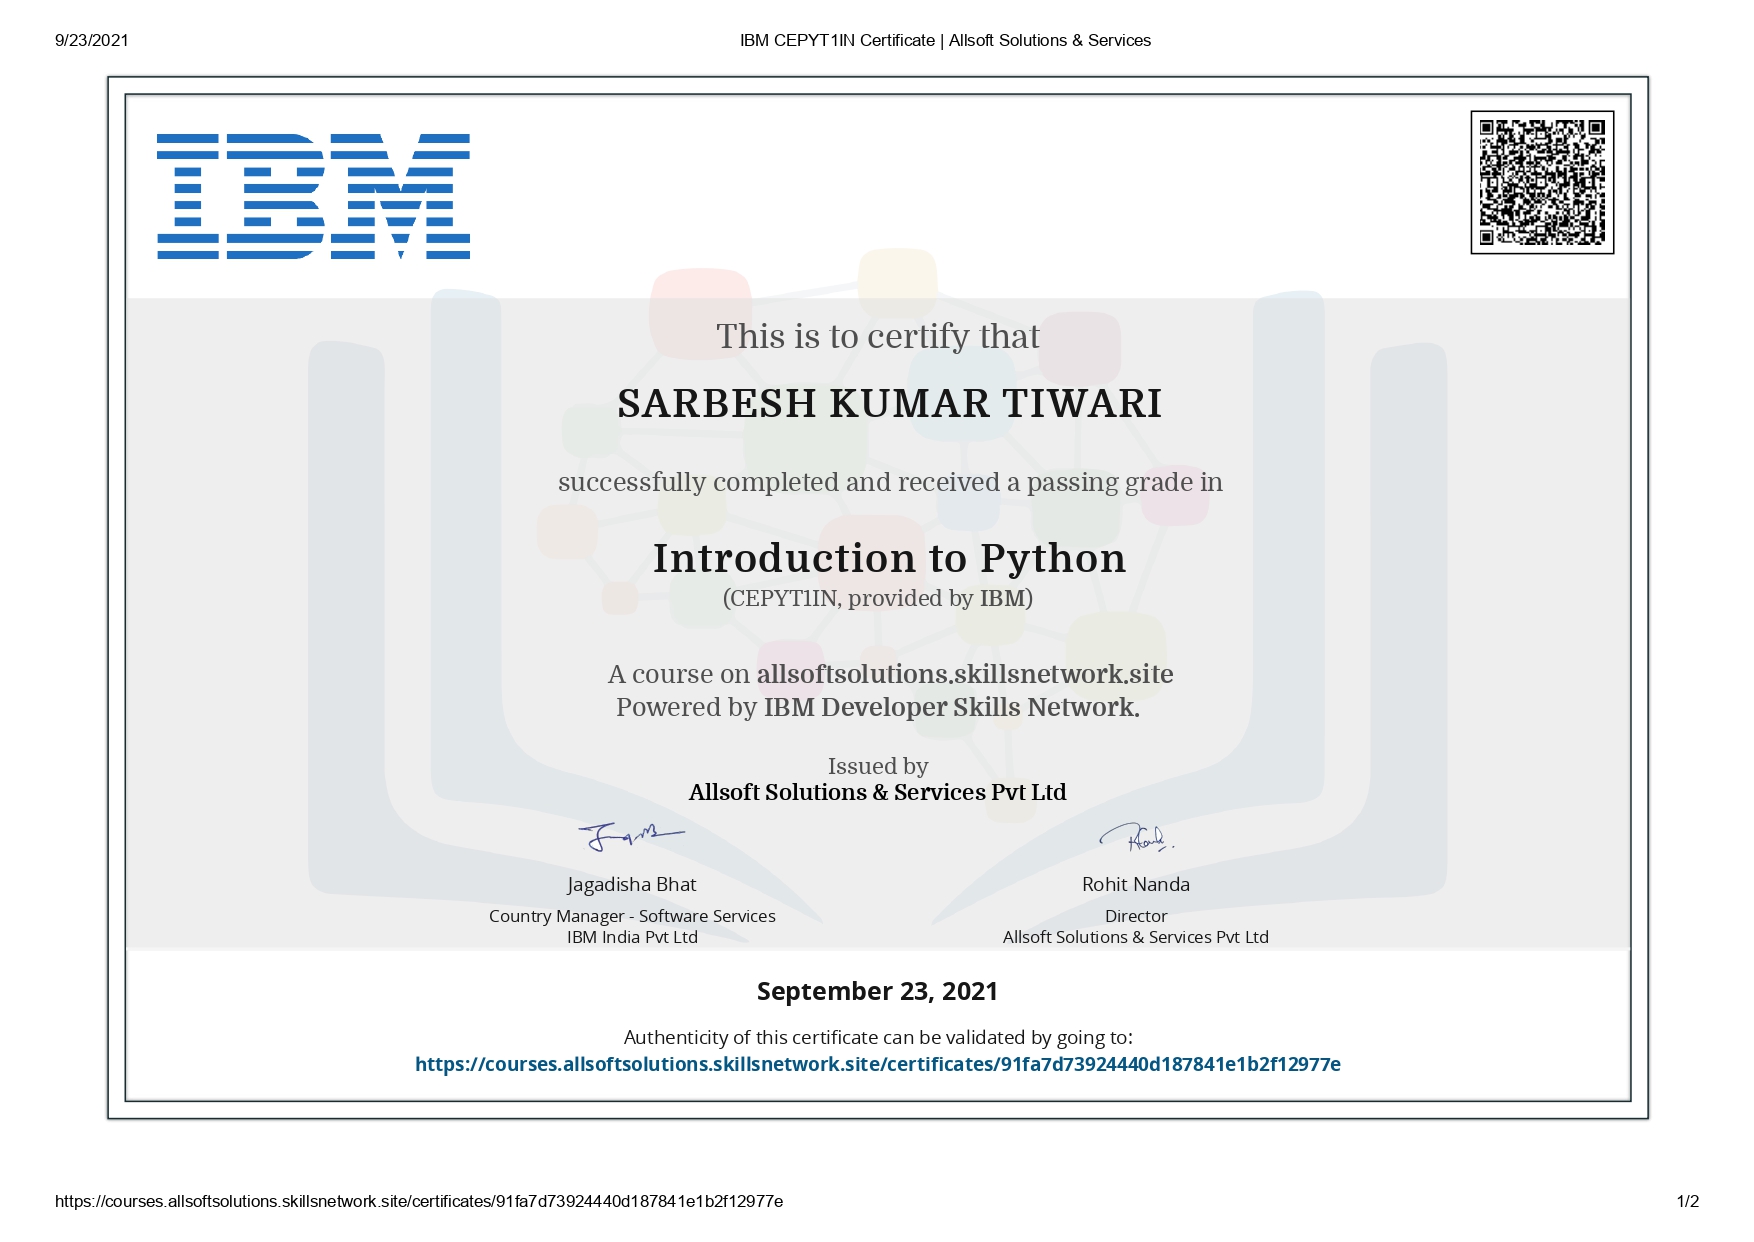 9/23/2021
IBM CEPYT1IN Certificate | Allsoft Solutions & Services
IBM
This is to certify that
SARBESH KUMAR TIWARI
successfully completed and received a passing grade in
Introduction to Python
(CEPYT1IN, provided by IBM)
A course on allsoftsolutions.skillsnetwork.site
Powered by IBM Developer Skills Network.
Issued by
Allsoft Solutions & Services Pvt Ltd
Jagadisha Bhat
Country Manager - Software Services
IBM India Pvt Ltd
Rohit Nanda
Director
Allsoft Solutions & Services Pvt Ltd
September 23, 2021
Authenticity of this certificate can be validated by going to:
https://courses.allsoftsolutions.skillsnetwork.site/certificates/91fa7d73924440d187841e1b2f12977e
https://courses.allsoftsolutions.skillsnetwork.site/certificates/91fa7d73924440d187841e1b2f12977e
1/2